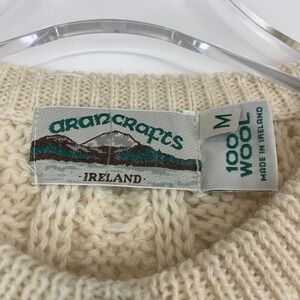 arancrafts
· IRELAND ·
M
100%
WOOL
MADE IN IRELAND